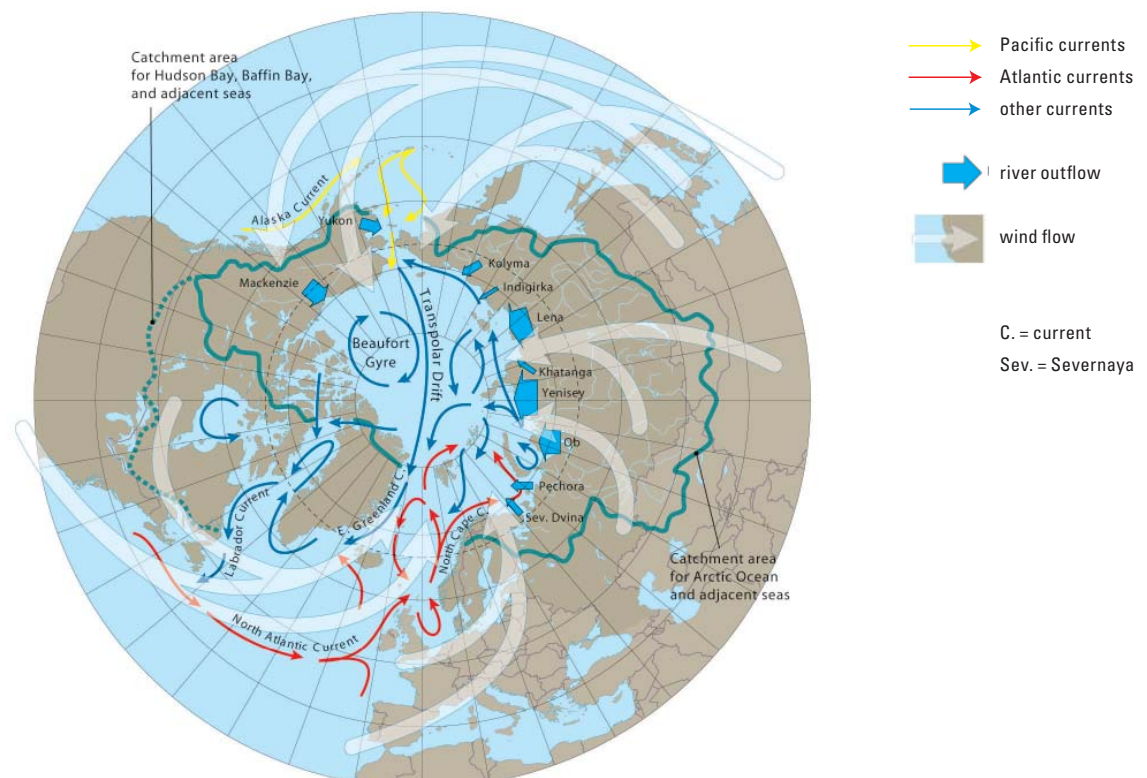 Catchment area
for Hudson Bay, Baffin Bay,
and adjacent seas
Alaska Current
Yukon
Mackenzie
Kolyma
Indigirka
Lena
Khatanga
Yenisey
Ob
Pechora
Sev. Dvina
Beaufort
Gyre
Transpolar Drift
E. Greenland C.
North Cape C.
Labrador Current
North Atlantic Current
Catchment area
for Arctic Ocean
and adjacent seas
Pacific currents
Atlantic currents
other currents
river outflow
wind flow
C. = current
Sev. = Severnaya